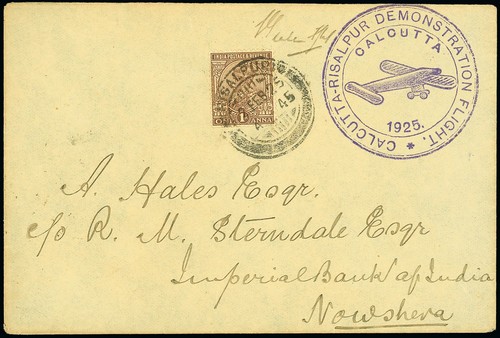 CALCUTTA-RISALPUR DEMONSTRATION FLIGHT. *
CALCUTTA
1925.
INDIA POSTAGE & REVENUE
ONE 1A ANNA
A. Hales Esqr.
c/o R. M. Sterndale Esqr
Imperial Bank of India
Nowshera